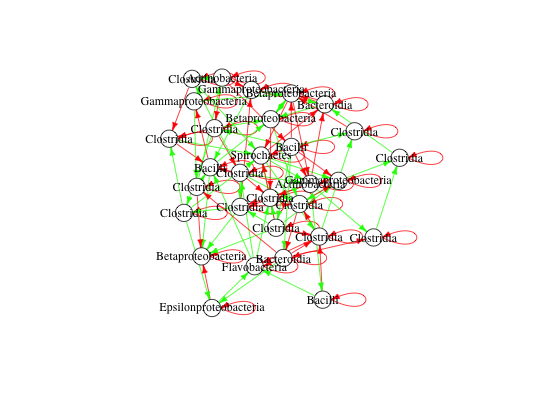 Clostridia
Actinobacteria
Gammaproteobacteria
Betaproteobacteria
Gammaproteobacteria
Bacteroidia
Betaproteobacteria
Clostridia
Clostridia
Clostridia
Bacilli
Spirochaetes
Clostridia
Bacilli
Clostridia
Gammaproteobacteria
Actinobacteria
Clostridia
Clostridia
Clostridia
Clostridia
Clostridia
Clostridia
Clostridia
Clostridia
Betaproteobacteria
Bacteroidia
Flavobacteria
Bacilli
Epsilonproteobacteria